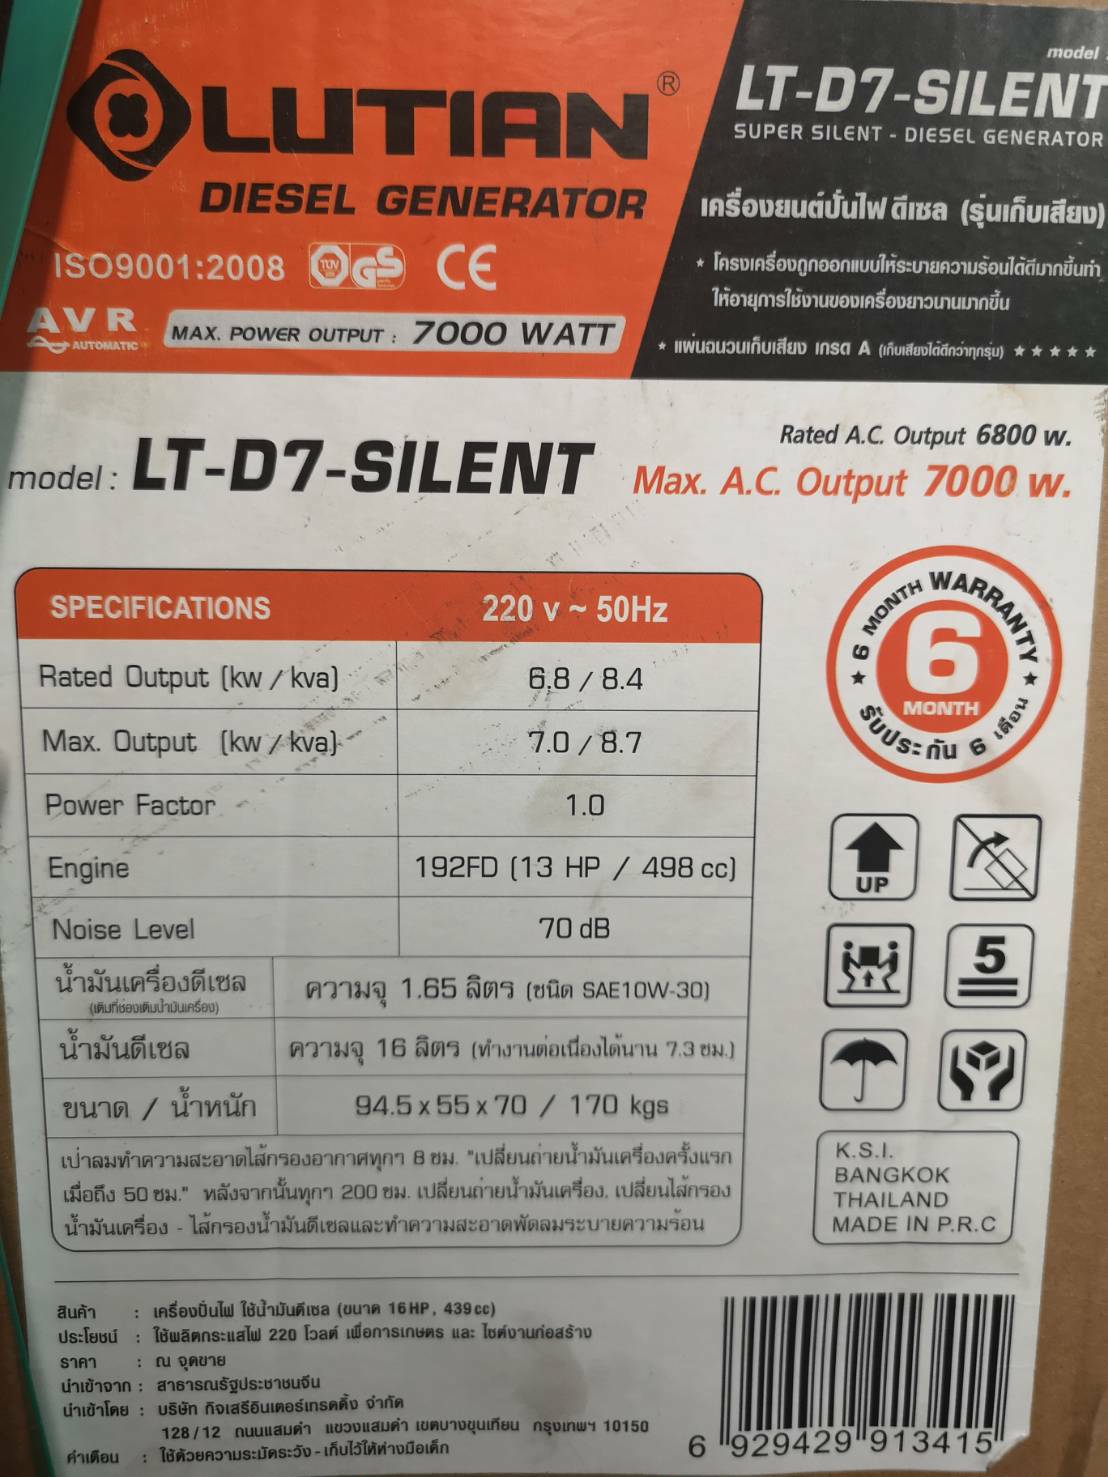 model :
LT-D7-SILENT
SUPER SILENT - DIESEL GENERATOR
LUTIAN®
DIESEL GENERATOR
ISO9001:2008 TUV GS CE
AVR
AUTOMATIC
MAX. POWER OUTPUT : 7000 WATT
เครื่องยนต์ปั่นไฟ ดีเซล (รุ่นเก็บเสียง)
* โครงเครื่องถูกออกแบบให้ระบายความร้อนได้ดีมากขึ้นทำ
ให้อายุการใช้งานของเครื่องยาวนานมากขึ้น
* แผ่นฉนวนเก็บเสียง เกรด A (เก็บเสียงได้ดีกว่าทุกรุ่น) ★★★★★
model : LT-D7-SILENT
Rated A.C. Output 6800 w.
Max. A.C. Output 7000 w.
SPECIFICATIONS 220 v ~ 50Hz
Rated Output (kw / kva) 6.8 / 8.4
Max. Output (kw / kva) 7.0 / 8.7
Power Factor 1.0
Engine 192FD (13 HP / 498 cc)
Noise Level 70 dB
น้ำมันเครื่องดีเซล ความจุ 1.65 ลิตร (ชนิด SAE10W-30)
(เติมที่ช่องเติมน้ำมันเครื่อง)
น้ำมันดีเซล ความจุ 16 ลิตร (ทำงานต่อเนื่องได้นาน 7.3 ชม.)
ขนาด / น้ำหนัก 94.5 x 55 x 70 / 170 kgs
เป่าลมทำความสะอาดไส้กรองอากาศทุกๆ 8 ชม. "เปลี่ยนถ่ายน้ำมันเครื่องครั้งแรก
เมื่อถึง 50 ชม." หลังจากนั้นทุกๆ 200 ชม. เปลี่ยนถ่ายน้ำมันเครื่อง, เปลี่ยนไส้กรอง
น้ำมันเครื่อง - ไส้กรองน้ำมันดีเซลและทำความสะอาดพัดลมระบายความร้อน
6 MONTH WARRANTY
6
MONTH
รับประกัน 6 เดือน
UP
5
K.S.I.
BANGKOK
THAILAND
MADE IN P.R.C
สินค้า : เครื่องปั่นไฟ ใช้น้ำมันดีเซล (ขนาด 16HP, 439cc)
ประโยชน์ : ใช้ผลิตกระแสไฟ 220 โวลต์ เพื่อการเกษตร และ ไซต์งานก่อสร้าง
ราคา : ณ จุดขาย
นำเข้าจาก : สาธารณรัฐประชาชนจีน
นำเข้าโดย : บริษัท กิจเสรีอินเตอร์เทรดดิ้ง จำกัด
128/12 ถนนแสมดำ แขวงแสมดำ เขตบางขุนเทียน กรุงเทพฯ 10150
คำเตือน : ใช้ด้วยความระมัดระวัง - เก็บไว้ให้ห่างมือเด็ก
6 929429 913415